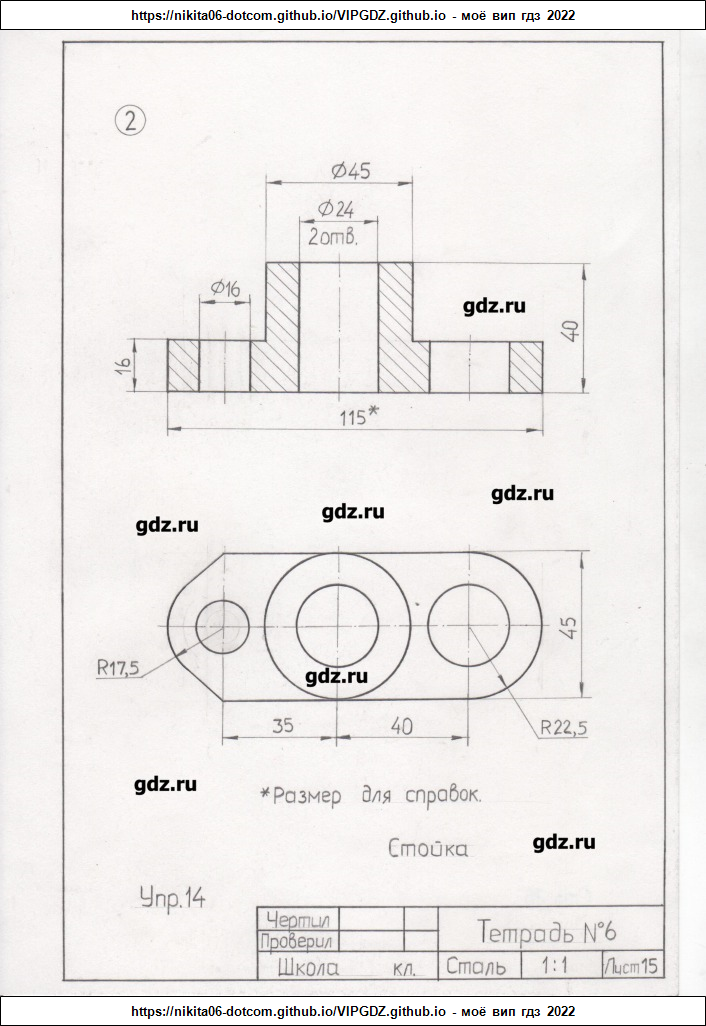 https://nikita06-dotcom.github.io/VIPGDZ.github.io - моё вип гдз 2022
2
Ø45
Ø24
2отв.
Ø16
gdz.ru
40
16
115*
gdz.ru
gdz.ru
gdz.ru
45
R17,5
gdz.ru
35
40
R22,5
gdz.ru
*Размер для справок.
gdz.ru
Стойка
Упр.14
Чертил
Тетрадь №6
Проверил
Школа кл.
Сталь
1:1
Лист15
https://nikita06-dotcom.github.io/VIPGDZ.github.io - моё вип гдз 2022